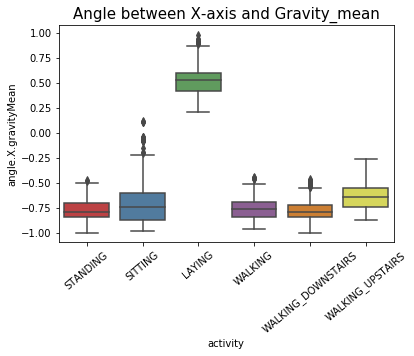 Angle between X-axis and Gravity_mean
1.00
0.75
0.50
0.25
0.00
−0.25
−0.50
−0.75
−1.00
angle.X.gravityMean
STANDING
SITTING
LAYING
WALKING
WALKING_DOWNSTAIRS
WALKING_UPSTAIRS
activity